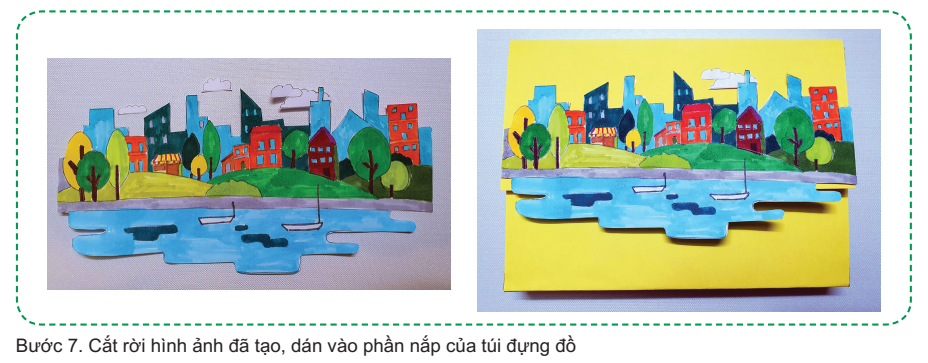 Bước 7. Cắt rời hình ảnh đã tạo, dán vào phần nắp của túi đựng đồ